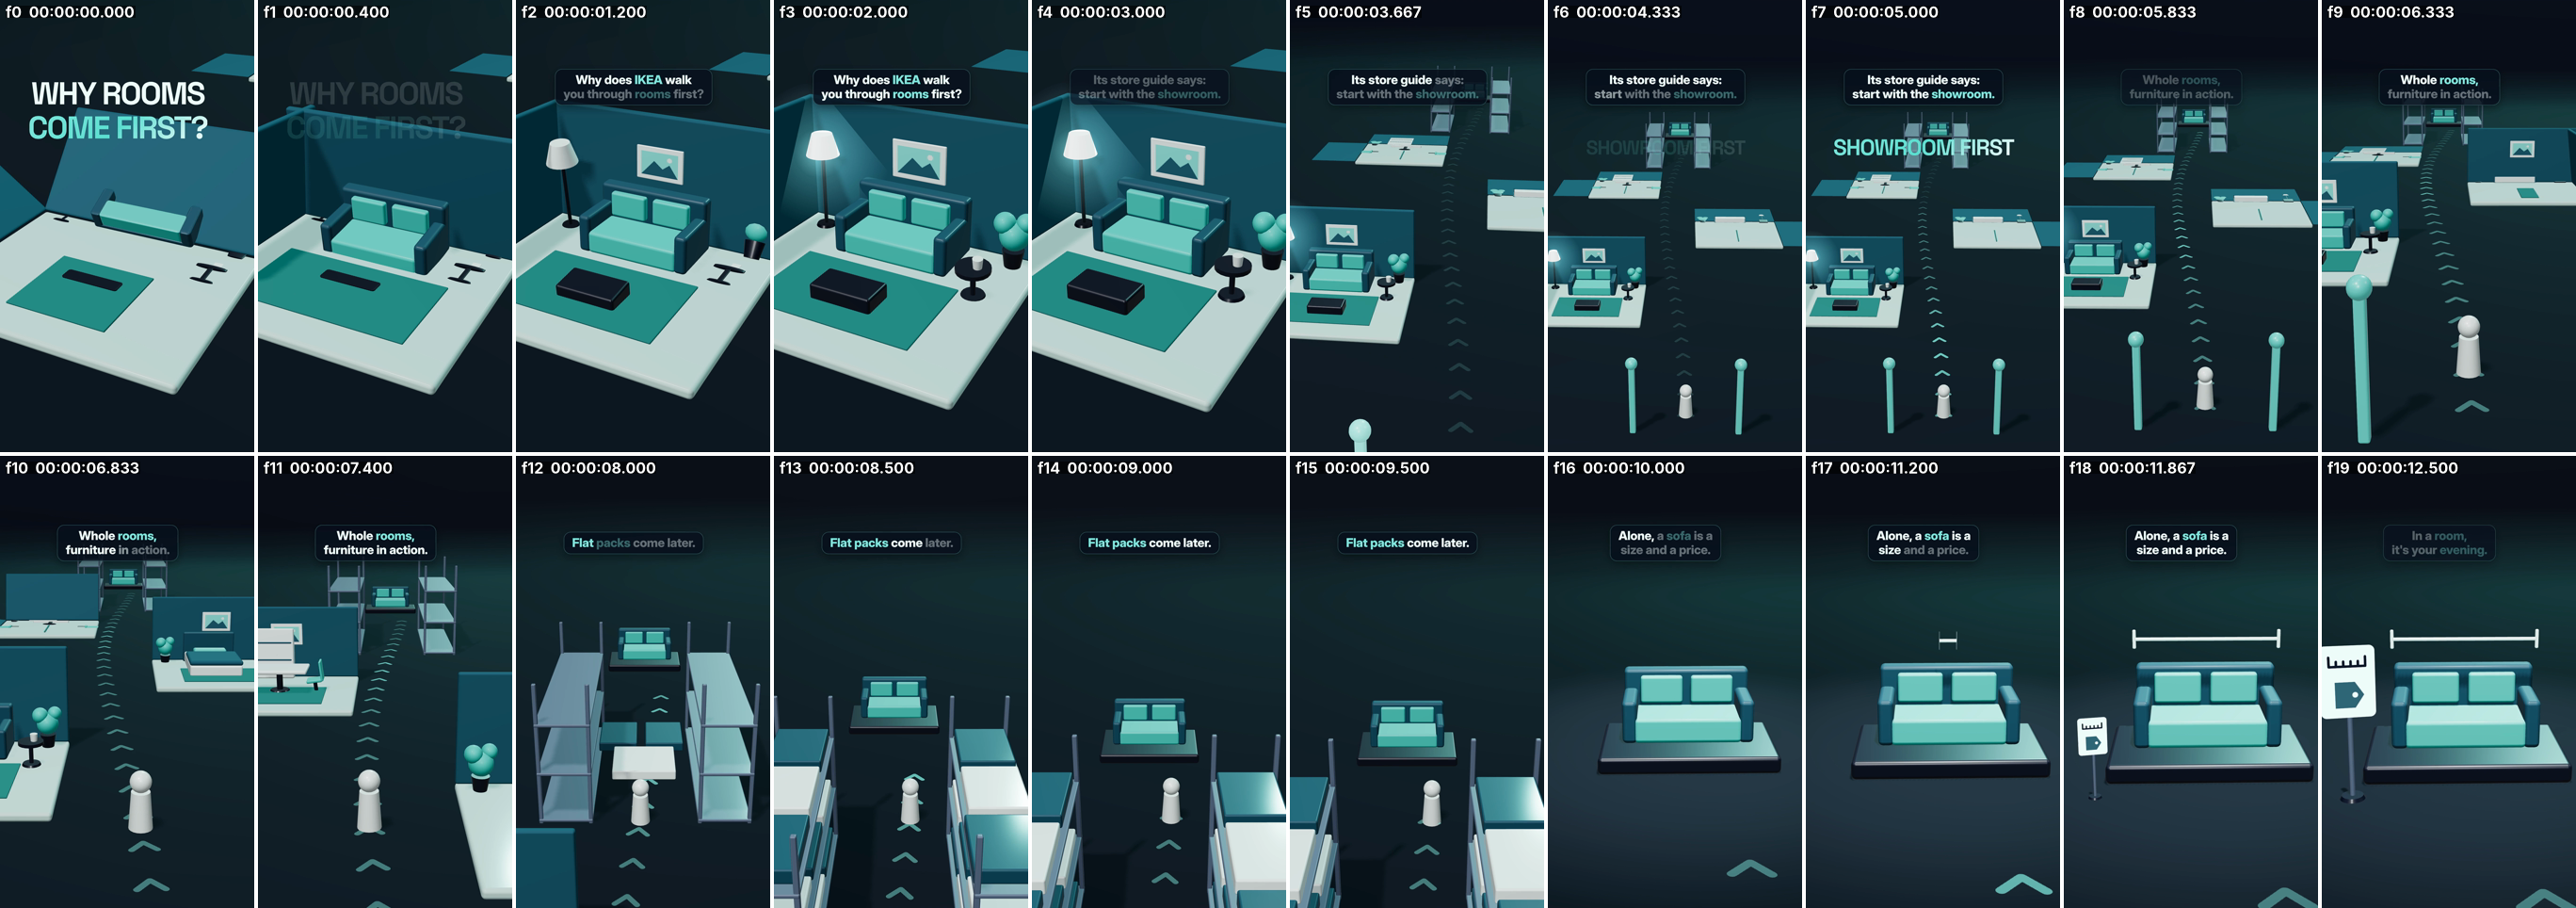 f0 00:00:00.000
WHY ROOMS
COME FIRST?
f1 00:00:00.400
WHY ROOMS
COME FIRST?
f2 00:00:01.200
Why does IKEA walk
you through rooms first?
f3 00:00:02.000
Why does IKEA walk
you through rooms first?
f4 00:00:03.000
Its store guide says:
start with the showroom.
f5 00:00:03.667
Its store guide says:
start with the showroom.
f6 00:00:04.333
Its store guide says:
start with the showroom.
SHOWROOM FIRST
f7 00:00:05.000
Its store guide says:
start with the showroom.
SHOWROOM FIRST
f8 00:00:05.833
Whole rooms,
furniture in action.
f9 00:00:06.333
Whole rooms,
furniture in action.
f10 00:00:06.833
Whole rooms,
furniture in action.
f11 00:00:07.400
Whole rooms,
furniture in action.
f12 00:00:08.000
Flat packs come later.
f13 00:00:08.500
Flat packs come later.
f14 00:00:09.000
Flat packs come later.
f15 00:00:09.500
Flat packs come later.
f16 00:00:10.000
Alone, a sofa is a
size and a price.
f17 00:00:11.200
Alone, a sofa is a
size and a price.
f18 00:00:11.867
Alone, a sofa is a
size and a price.
f19 00:00:12.500
In a room,
it's your evening.